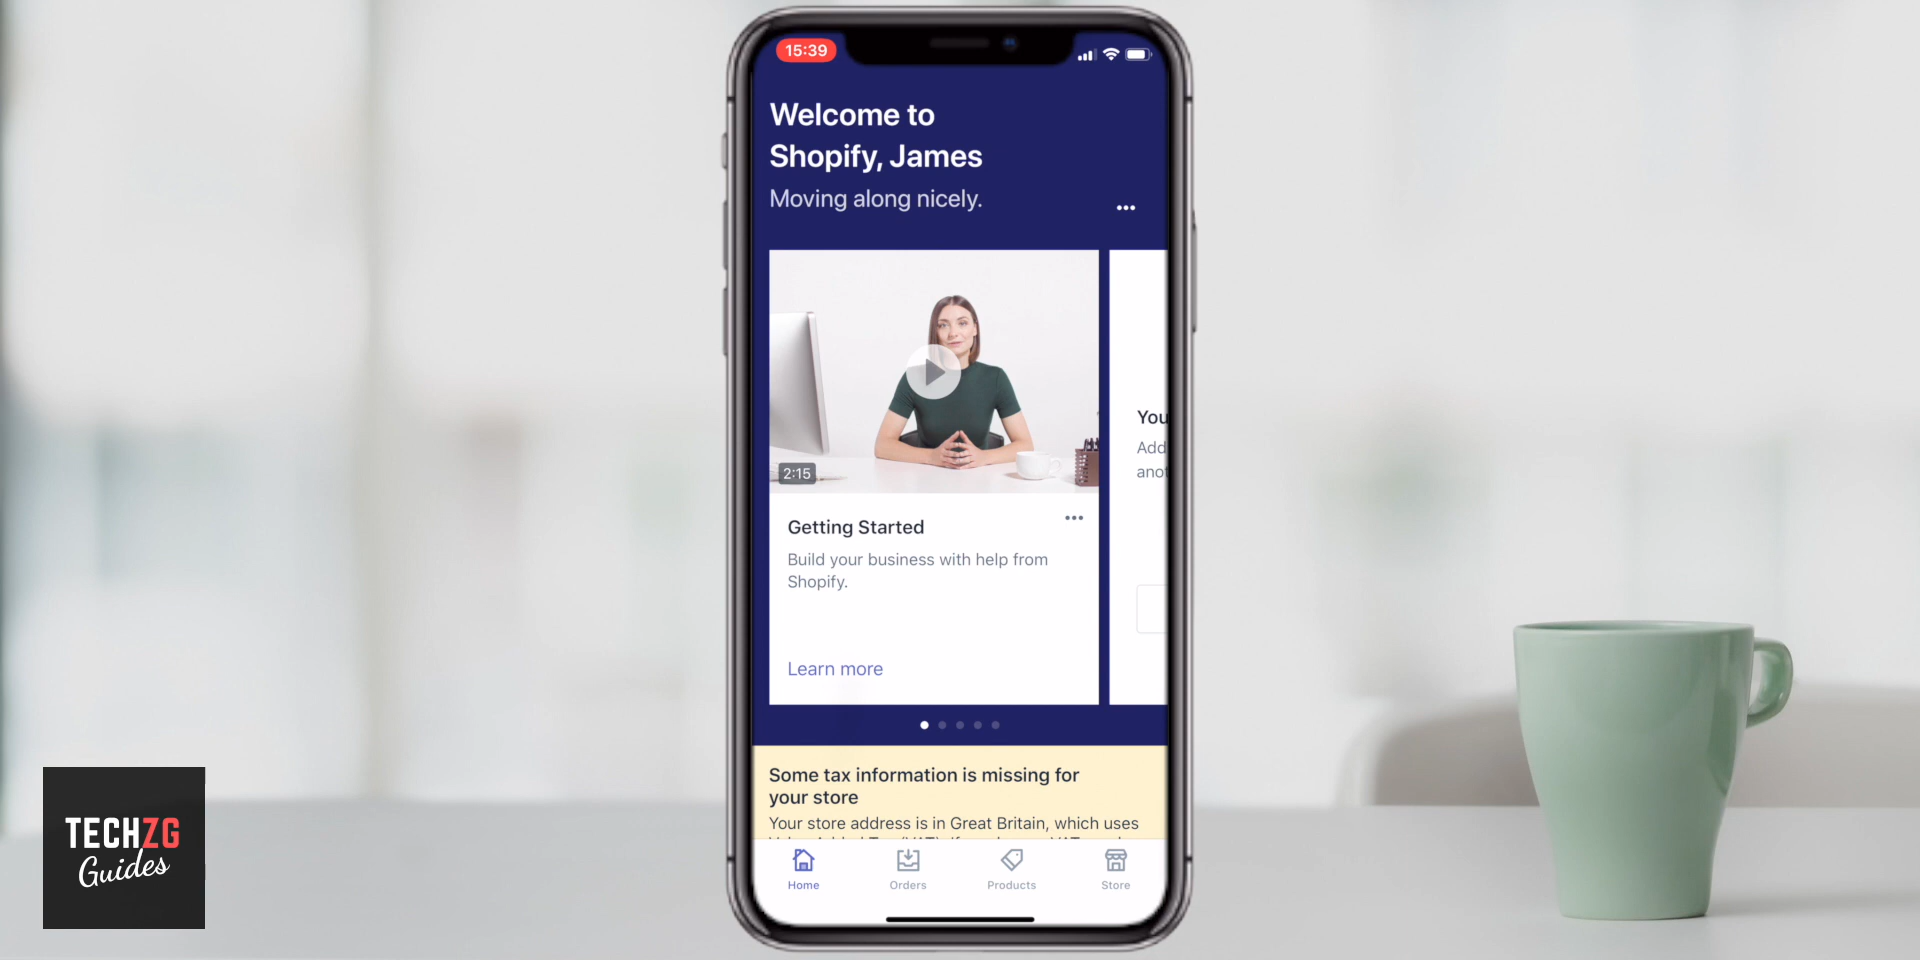 15:39
Welcome to
Shopify, James
Moving along nicely.
2:15
Getting Started
Build your business with help from
Shopify.
Learn more
You
Add
Some tax information is missing for
your store
Your store address is in Great Britain, which uses
Home
Orders
Products
Store
TECHZG
Guides